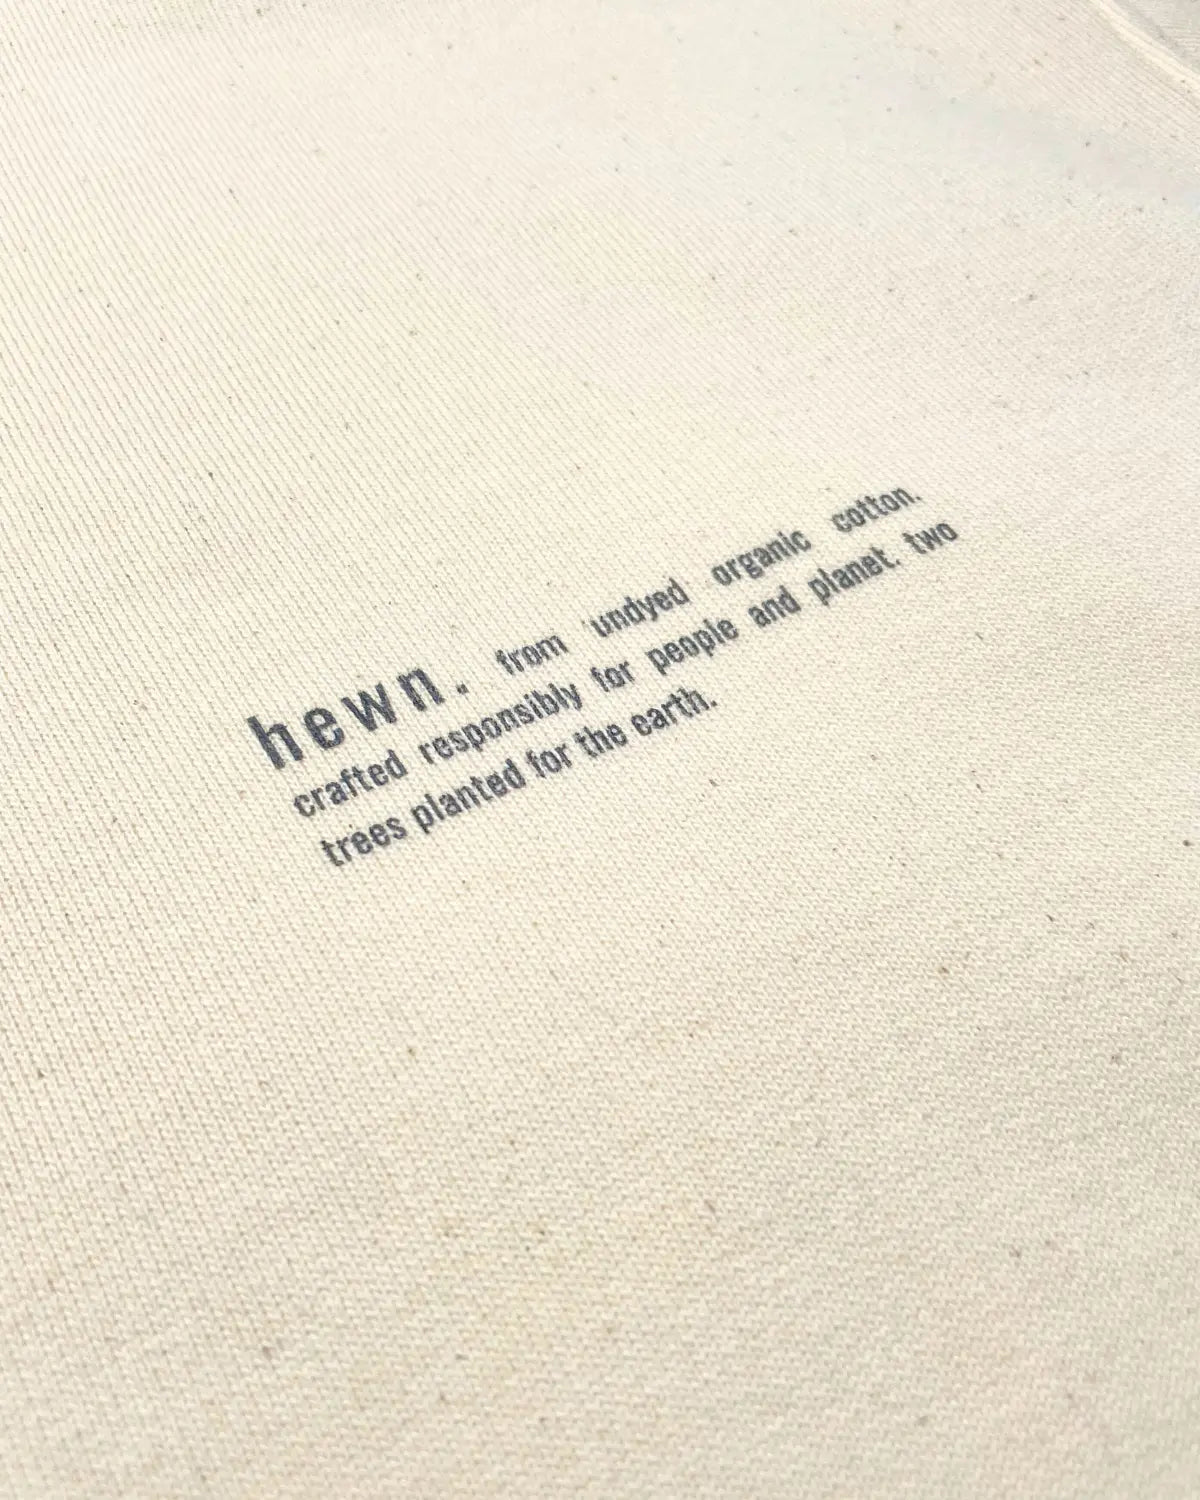 hewn. from undyed organic cotton.
crafted responsibly for people and planet. two
trees planted for the earth.